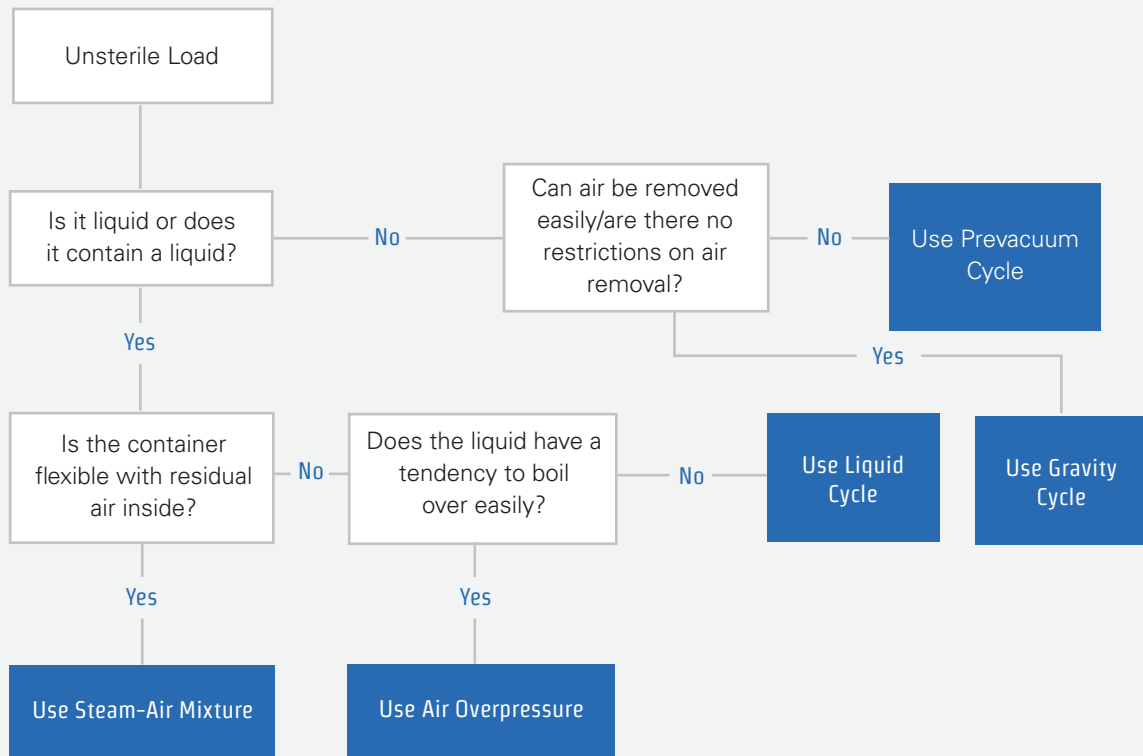 Unsterile Load
Is it liquid or does
it contain a liquid?
No
Can air be removed
easily/are there no
restrictions on air
removal?
No
Use Prevacuum
Cycle
Yes
Yes
Is the container
flexible with residual
air inside?
No
Does the liquid have a
tendency to boil
over easily?
No
Use Liquid
Cycle
Use Gravity
Cycle
Yes
Yes
Use Steam-Air Mixture
Use Air Overpressure